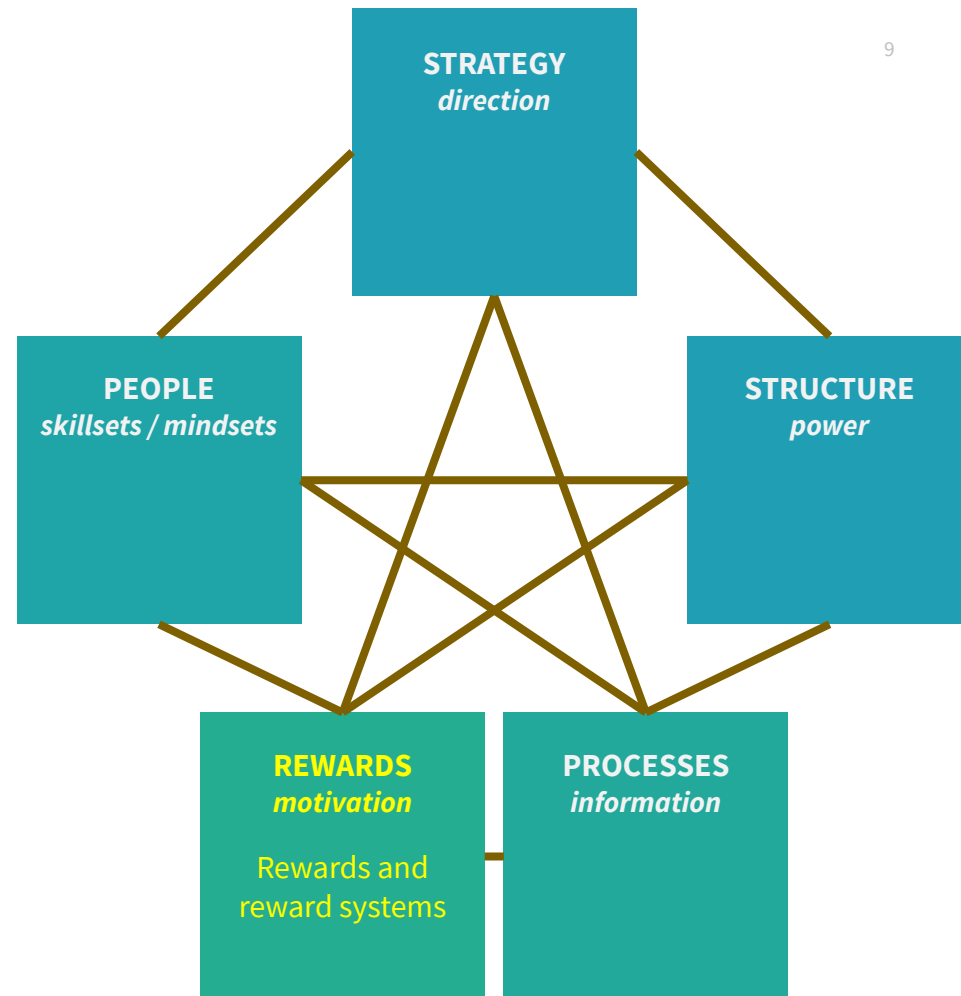 9
STRATEGY
direction
PEOPLE
skillsets / mindsets
STRUCTURE
power
REWARDS
motivation
Rewards and
reward systems
PROCESSES
information